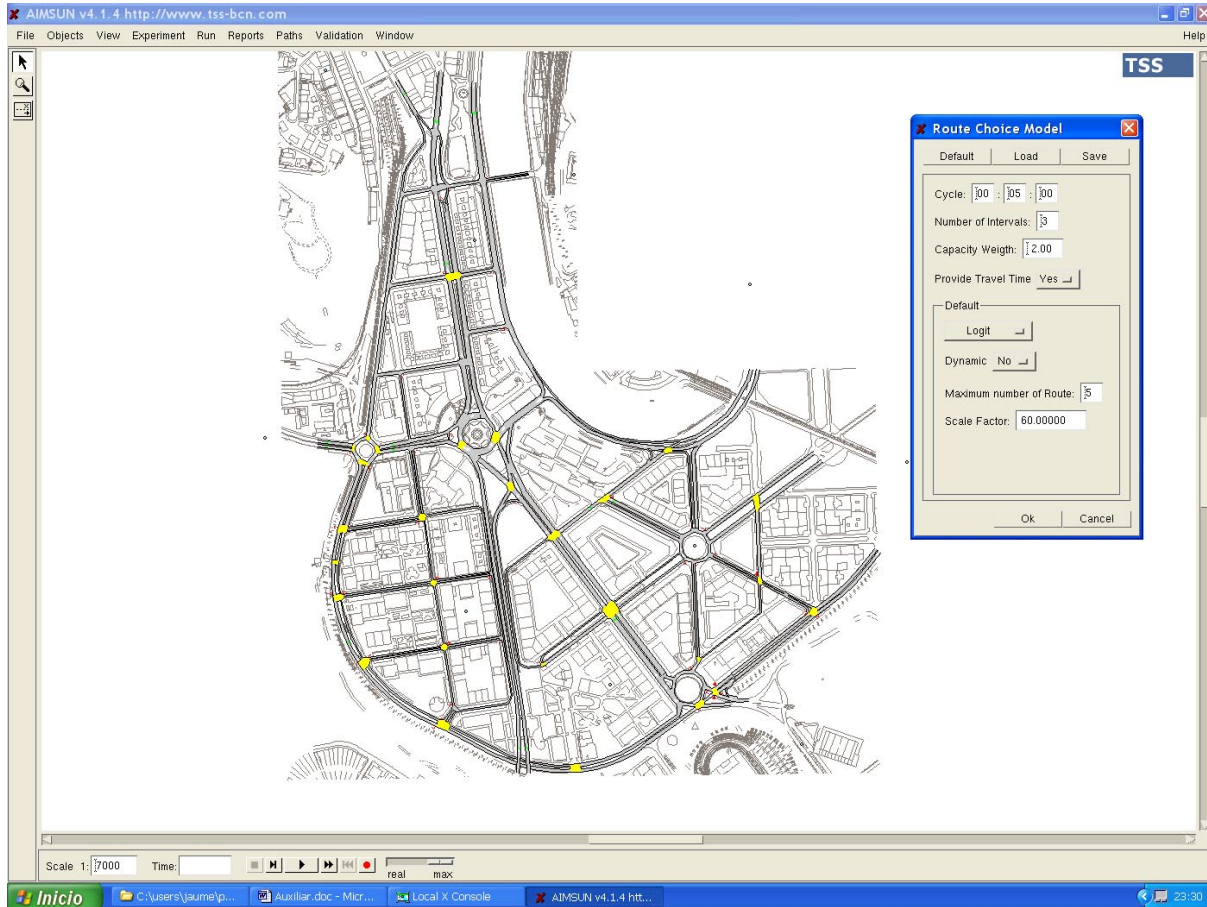 AIMSUN v4.1.4 http://www.tss-bcn.com
File Objects View Experiment Run Reports Paths Validation Window Help
TSS
Route Choice Model
Default Load Save
Cycle: 00 : 05 : 00
Number of Intervals: 3
Capacity Weigth: 2.00
Provide Travel Time Yes
Default
Logit
Dynamic No
Maximum number of Route: 5
Scale Factor: 60.00000
Ok Cancel
Scale 1: 7000 Time:
real max
Inicio C:\users\jaume\p... Auxiliar.doc - Micr... Local X Console AIMSUN v4.1.4 htt... 23:30